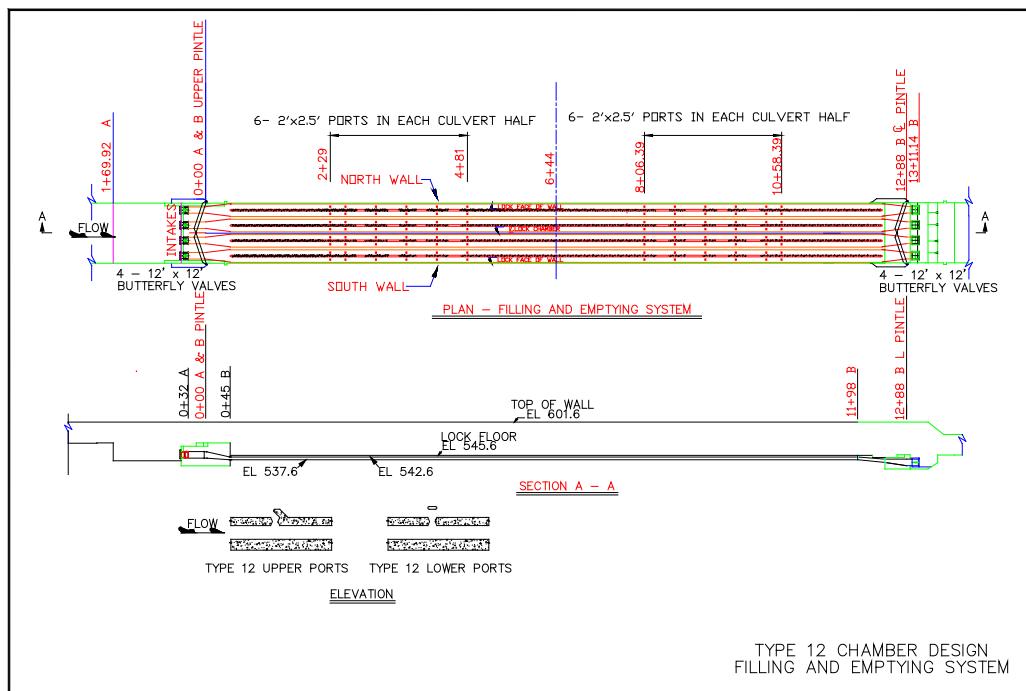 1+69.92 A
0+00 A & B UPPER PINTLE
6- 2'x2.5' PORTS IN EACH CULVERT HALF
6- 2'x2.5' PORTS IN EACH CULVERT HALF
2+29
4+81
6+44
8+06.39
10+58.39
12+88 B ℄ PINTLE
13+11.14 B
NORTH WALL
LOCK FACE OF WALL
A
FLOW
INTAKES
LOCK CHAMBER
A
LOCK FACE OF WALL
4 - 12' x 12'
BUTTERFLY VALVES
SOUTH WALL
4 - 12' x 12'
BUTTERFLY VALVES
PLAN - FILLING AND EMPTYING SYSTEM
0+32 A
0+00 A & B PINTLE
0+45 B
11+98 B
12+88 B L PINTLE
TOP OF WALL
EL 601.6
LOCK FLOOR
EL 545.6
EL 537.6
EL 542.6
SECTION A - A
FLOW
TYPE 12 UPPER PORTS
TYPE 12 LOWER PORTS
ELEVATION
TYPE 12 CHAMBER DESIGN
FILLING AND EMPTYING SYSTEM